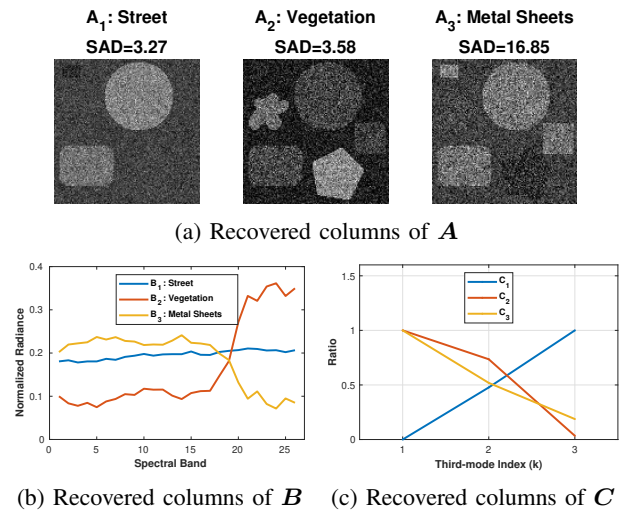 A₁: Street
SAD=3.27
A₂: Vegetation
SAD=3.58
A₃: Metal Sheets
SAD=16.85
(a) Recovered columns of A
Normalized Radiance
0.4
0.3
0.2
0.1
0
B₁: Street
B₂: Vegetation
B₃: Metal Sheets
0 5 10 15 20 25
Spectral Band
(b) Recovered columns of B
Ratio
1.5
1
0.5
0
C₁
C₂
C₃
1 2 3
Third-mode Index (k)
(c) Recovered columns of C